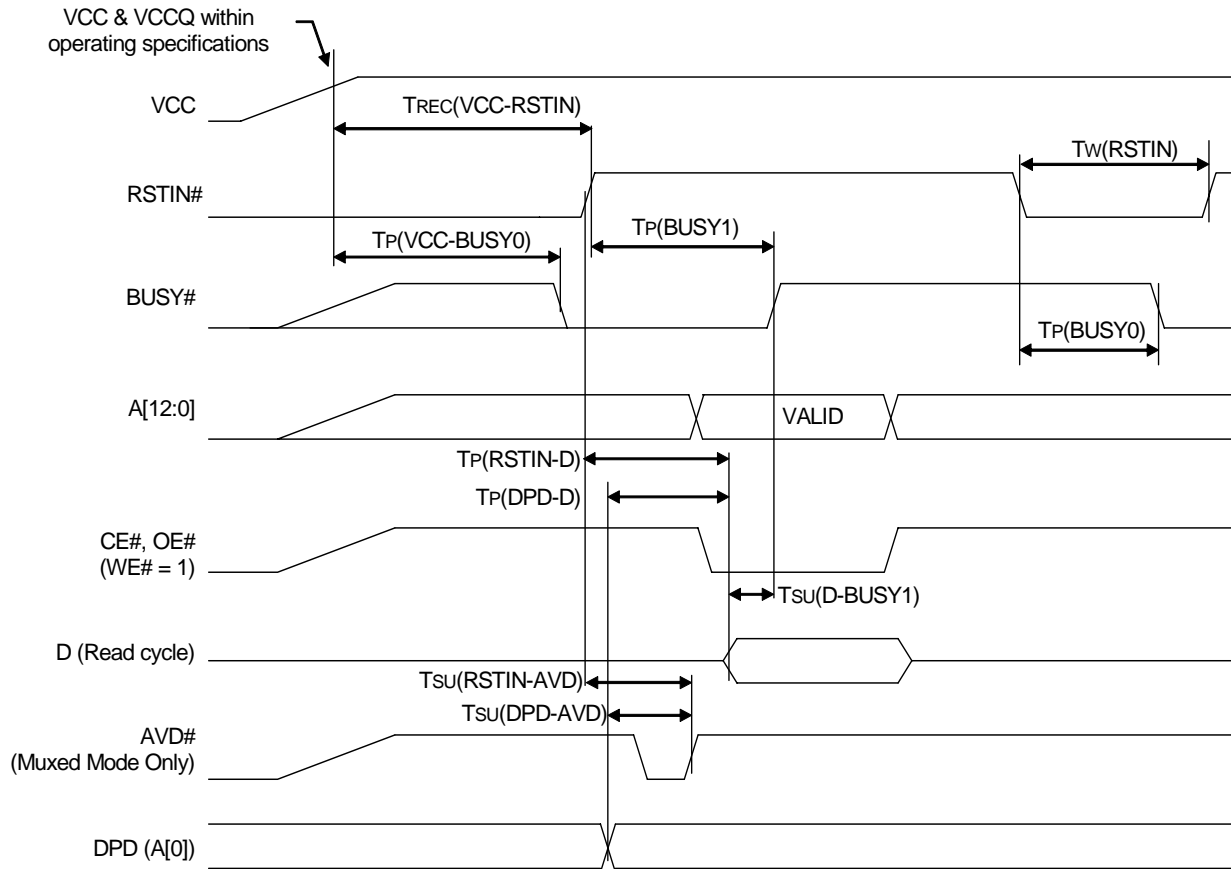 VCC & VCCQ within
operating specifications
VCC
TREC(VCC-RSTIN)
TW(RSTIN)
RSTIN#
TP(VCC-BUSY0)
TP(BUSY1)
BUSY#
TP(BUSY0)
A[12:0]
VALID
TP(RSTIN-D)
TP(DPD-D)
CE#, OE#
(WE# = 1)
TSU(D-BUSY1)
D (Read cycle)
TSU(RSTIN-AVD)
TSU(DPD-AVD)
AVD#
(Muxed Mode Only)
DPD (A[0])